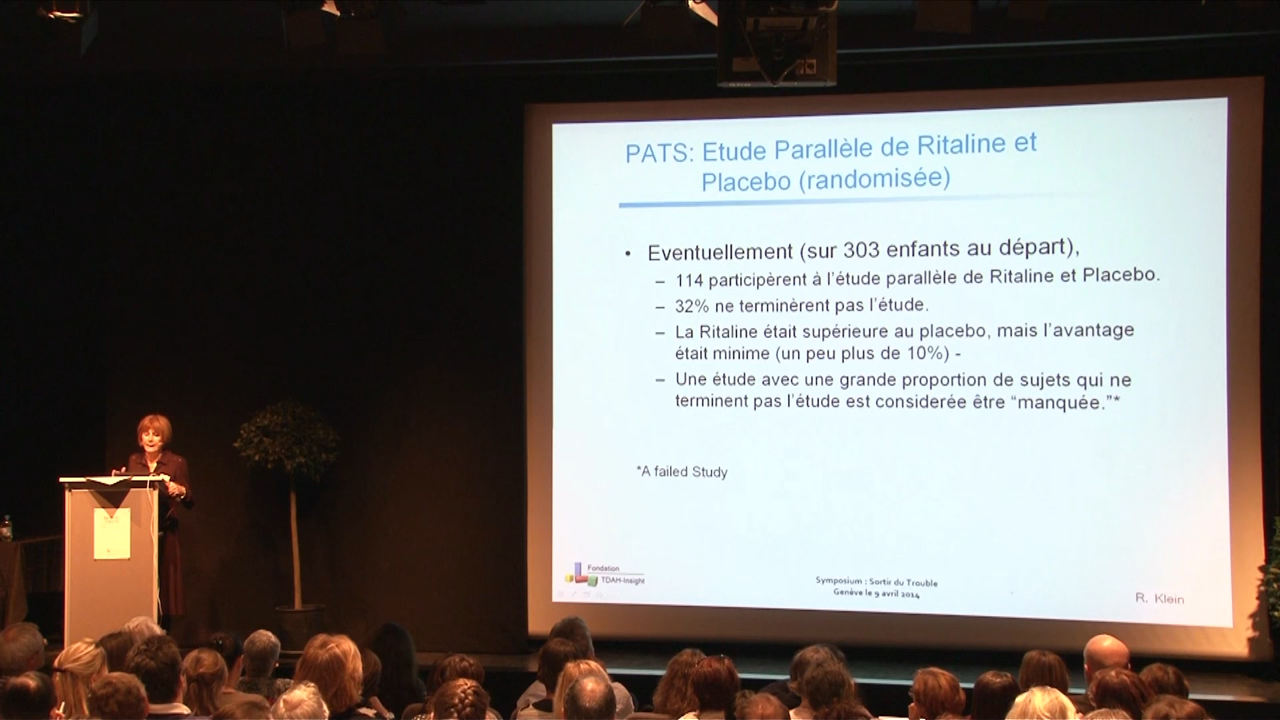 PATS: Etude Parallèle de Ritaline et
Placebo (randomisée)
• Eventuellement (sur 303 enfants au départ),
– 114 participèrent à l'étude parallèle de Ritaline et Placebo.
– 32% ne terminèrent pas l'étude.
– La Ritaline était supérieure au placebo, mais l'avantage
était minime (un peu plus de 10%) -
– Une étude avec une grande proportion de sujets qui ne
terminent pas l'étude est considerée être "manquée."*
*A failed Study
Fondation
TDAH-Insight
Symposium : Sortir du Trouble
Genève le 9 avril 2014
R. Klein